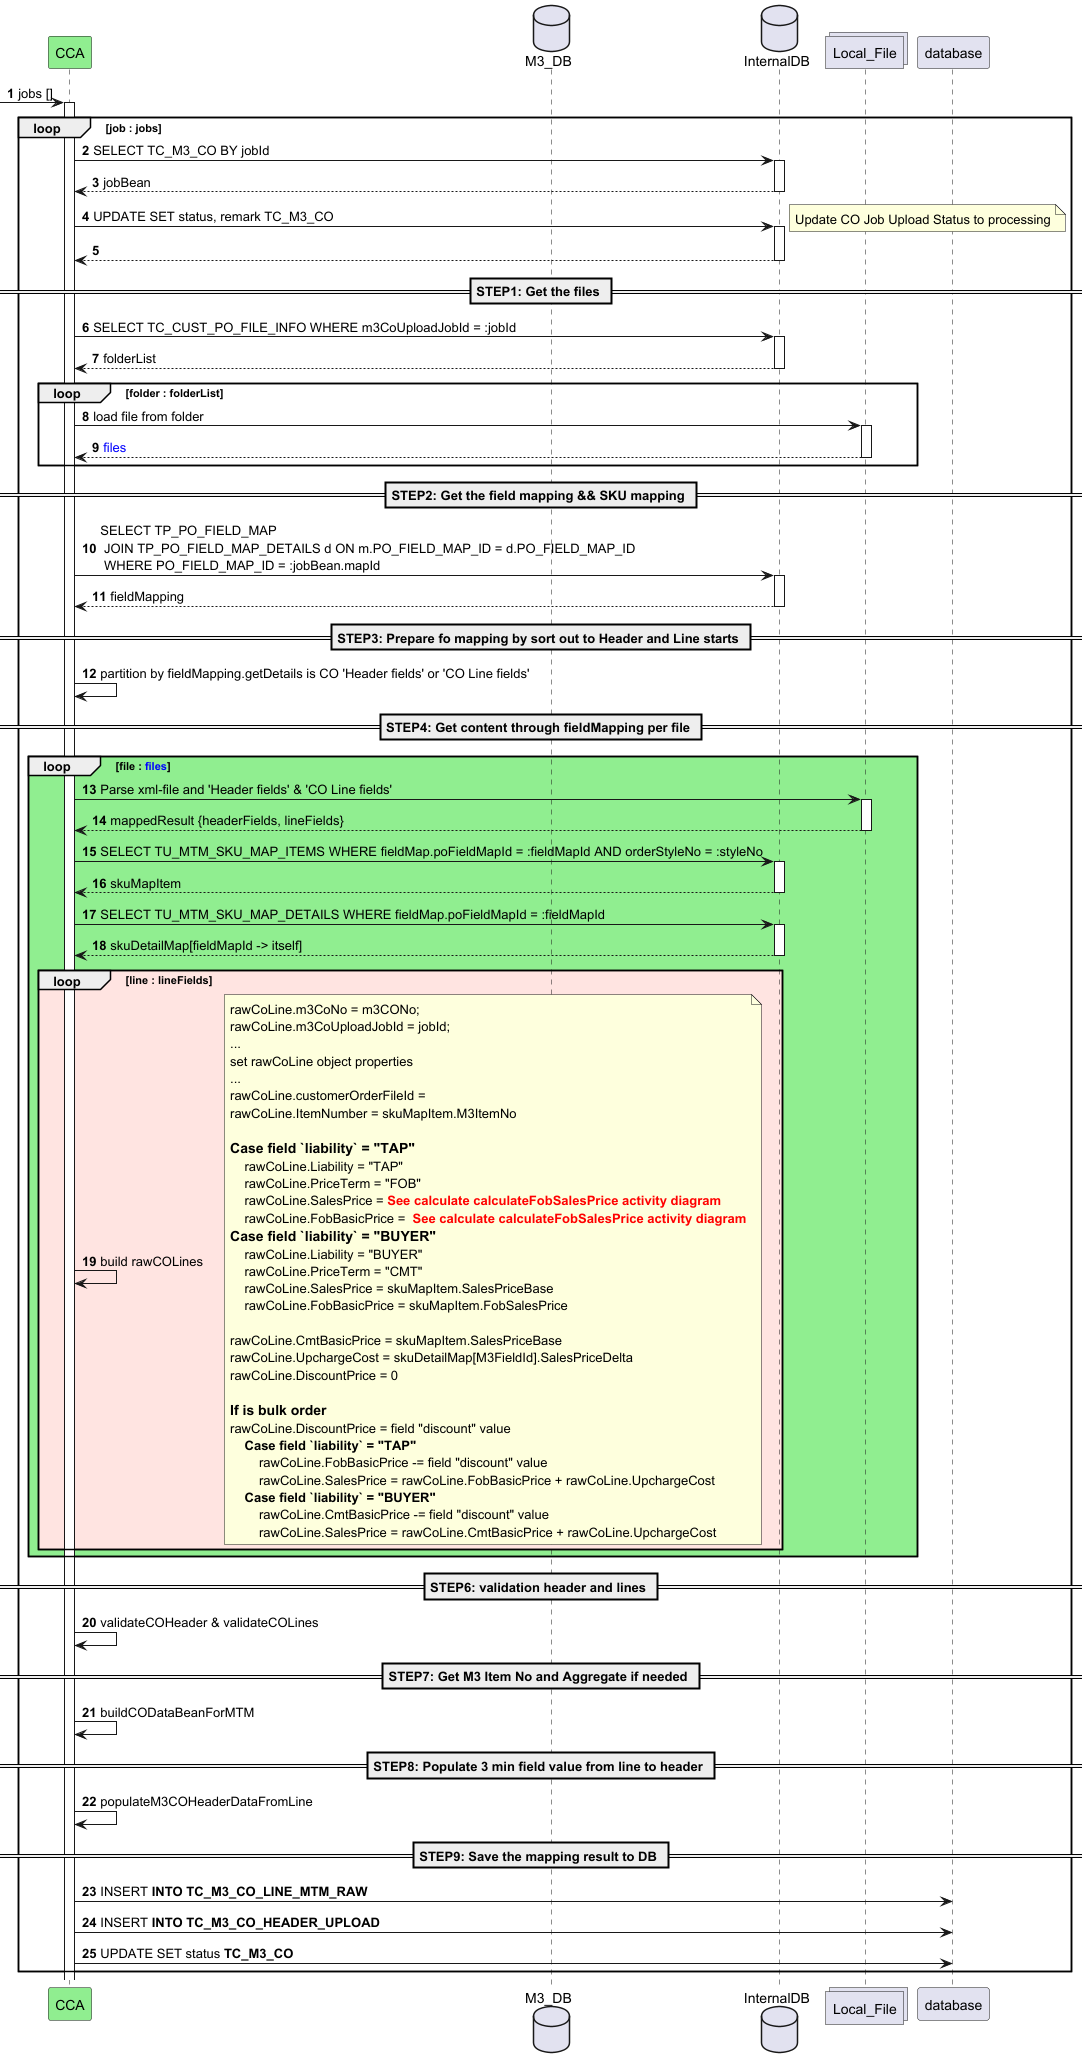 CCA
M3_DB
InternalDB
Local_File
database
1 jobs []
loop [job : jobs]
2 SELECT TC_M3_CO BY jobId
3 jobBean
4 UPDATE SET status, remark TC_M3_CO
Update CO Job Upload Status to processing
5
STEP1: Get the files
6 SELECT TC_CUST_PO_FILE_INFO WHERE m3CoUploadJobId = :jobId
7 folderList
loop [folder : folderList]
8 load file from folder
9 files
STEP2: Get the field mapping && SKU mapping
SELECT TP_PO_FIELD_MAP
10 JOIN TP_PO_FIELD_MAP_DETAILS d ON m.PO_FIELD_MAP_ID = d.PO_FIELD_MAP_ID
WHERE PO_FIELD_MAP_ID = :jobBean.mapId
11 fieldMapping
STEP3: Prepare fo mapping by sort out to Header and Line starts
12 partition by fieldMapping.getDetails is CO 'Header fields' or 'CO Line fields'
STEP4: Get content through fieldMapping per file
loop [file : files]
13 Parse xml-file and 'Header fields' & 'CO Line fields'
14 mappedResult {headerFields, lineFields}
15 SELECT TU_MTM_SKU_MAP_ITEMS WHERE fieldMap.poFieldMapId = :fieldMapId AND orderStyleNo = :styleNo
16 skuMapItem
17 SELECT TU_MTM_SKU_MAP_DETAILS WHERE fieldMap.poFieldMapId = :fieldMapId
18 skuDetailMap[fieldMapId -> itself]
loop [line : lineFields]
rawCoLine.m3CoNo = m3CONo;
rawCoLine.m3CoUploadJobId = jobId;
...
set rawCoLine object properties
...
rawCoLine.customerOrderFileId =
rawCoLine.ItemNumber = skuMapItem.M3ItemNo
Case field `liability` = "TAP"
rawCoLine.Liability = "TAP"
rawCoLine.PriceTerm = "FOB"
rawCoLine.SalesPrice = See calculate calculateFobSalesPrice activity diagram
rawCoLine.FobBasicPrice = See calculate calculateFobSalesPrice activity diagram
Case field `liability` = "BUYER"
rawCoLine.Liability = "BUYER"
19 build rawCOLines
rawCoLine.PriceTerm = "CMT"
rawCoLine.SalesPrice = skuMapItem.SalesPriceBase
rawCoLine.FobBasicPrice = skuMapItem.FobSalesPrice
rawCoLine.CmtBasicPrice = skuMapItem.SalesPriceBase
rawCoLine.UpchargeCost = skuDetailMap[M3FieldId].SalesPriceDelta
rawCoLine.DiscountPrice = 0
If is bulk order
rawCoLine.DiscountPrice = field "discount" value
Case field `liability` = "TAP"
rawCoLine.FobBasicPrice -= field "discount" value
rawCoLine.SalesPrice = rawCoLine.FobBasicPrice + rawCoLine.UpchargeCost
Case field `liability` = "BUYER"
rawCoLine.CmtBasicPrice -= field "discount" value
rawCoLine.SalesPrice = rawCoLine.CmtBasicPrice + rawCoLine.UpchargeCost
STEP6: validation header and lines
20 validateCOHeader & validateCOLines
STEP7: Get M3 Item No and Aggregate if needed
21 buildCODataBeanForMTM
STEP8: Populate 3 min field value from line to header
22 populateM3COHeaderDataFromLine
STEP9: Save the mapping result to DB
23 INSERT INTO TC_M3_CO_LINE_MTM_RAW
24 INSERT INTO TC_M3_CO_HEADER_UPLOAD
25 UPDATE SET status TC_M3_CO
CCA
M3_DB
InternalDB
Local_File
database